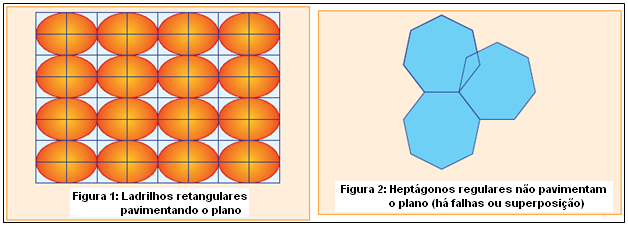 Figura 1: Ladrilhos retangulares
pavimentando o plano
Figura 2: Heptágonos regulares não pavimentam
o plano (há falhas ou superposição)